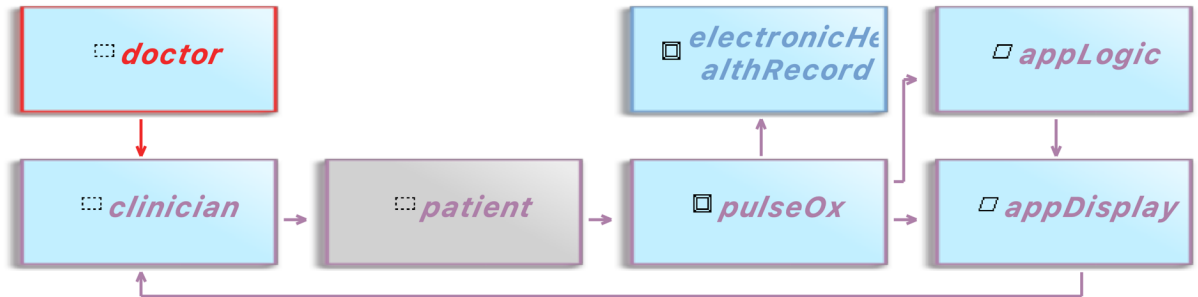 doctor
electronicHe
althRecord
appLogic
clinician
patient
pulseOx
appDisplay